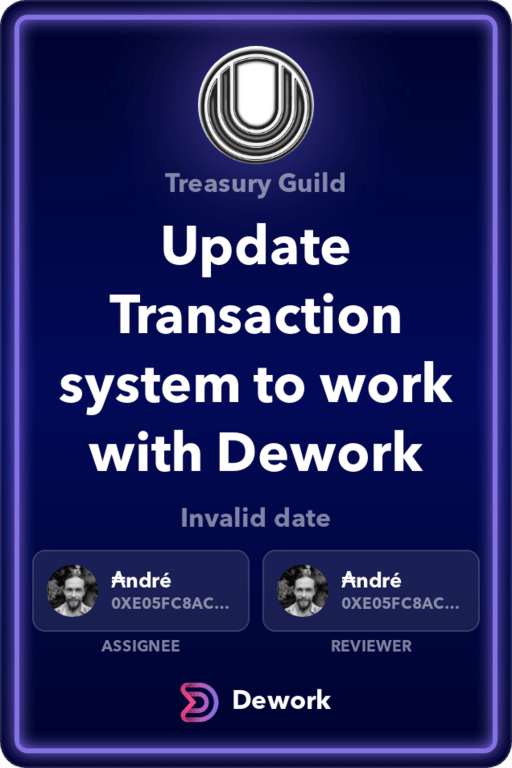 Treasury Guild
Update
Transaction
system to work
with Dework
Invalid date
₳ndré
0XE05FC8AC...
₳ndré
0XE05FC8AC...
ASSIGNEE
REVIEWER
Dework